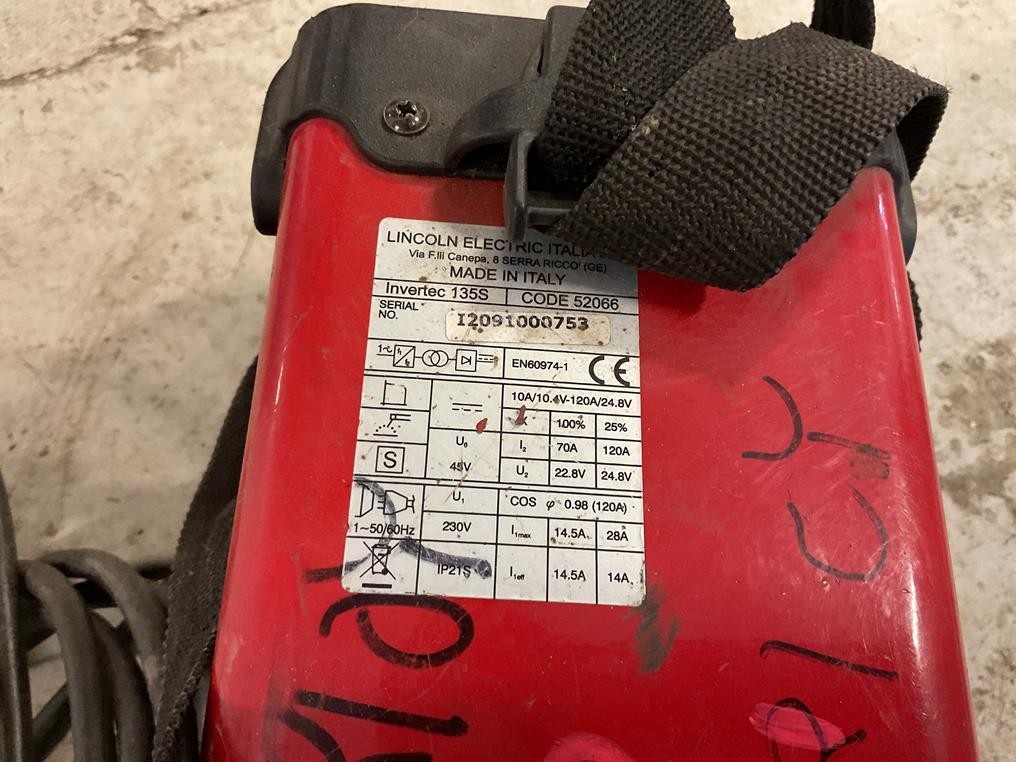 LINCOLN ELECTRIC ITALIA
Via F.lli Canepa, 8 SERRA RICCO' (GE)
MADE IN ITALY
Invertec 135S CODE 52066
SERIAL NO. I2091000753
1~ EN60974-1 CE
10A/10.4V-120A/24.8V
X 100% 25%
I2 70A 120A
U0 45V
U2 22.8V 24.8V
S
U1 COS φ 0.98 (120A)
1~50/60Hz 230V I1max 14.5A 28A
IP21S I1eff 14.5A 14A